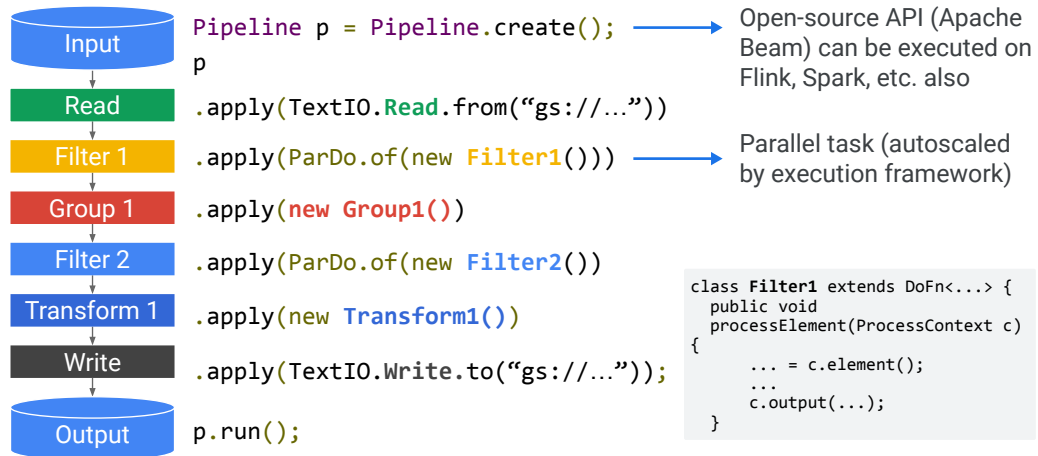 Input
Read
Filter 1
Group 1
Filter 2
Transform 1
Write
Output
Pipeline p = Pipeline.create();
p
.apply(TextIO.Read.from(“gs://…”))
.apply(ParDo.of(new Filter1()))
.apply(new Group1())
.apply(ParDo.of(new Filter2())
.apply(new Transform1())
.apply(TextIO.Write.to(“gs://…”));
p.run();
Open-source API (Apache
Beam) can be executed on
Flink, Spark, etc. also
Parallel task (autoscaled
by execution framework)
class Filter1 extends DoFn<...> {
public void
processElement(ProcessContext c)
{
... = c.element();
...
c.output(...);
}